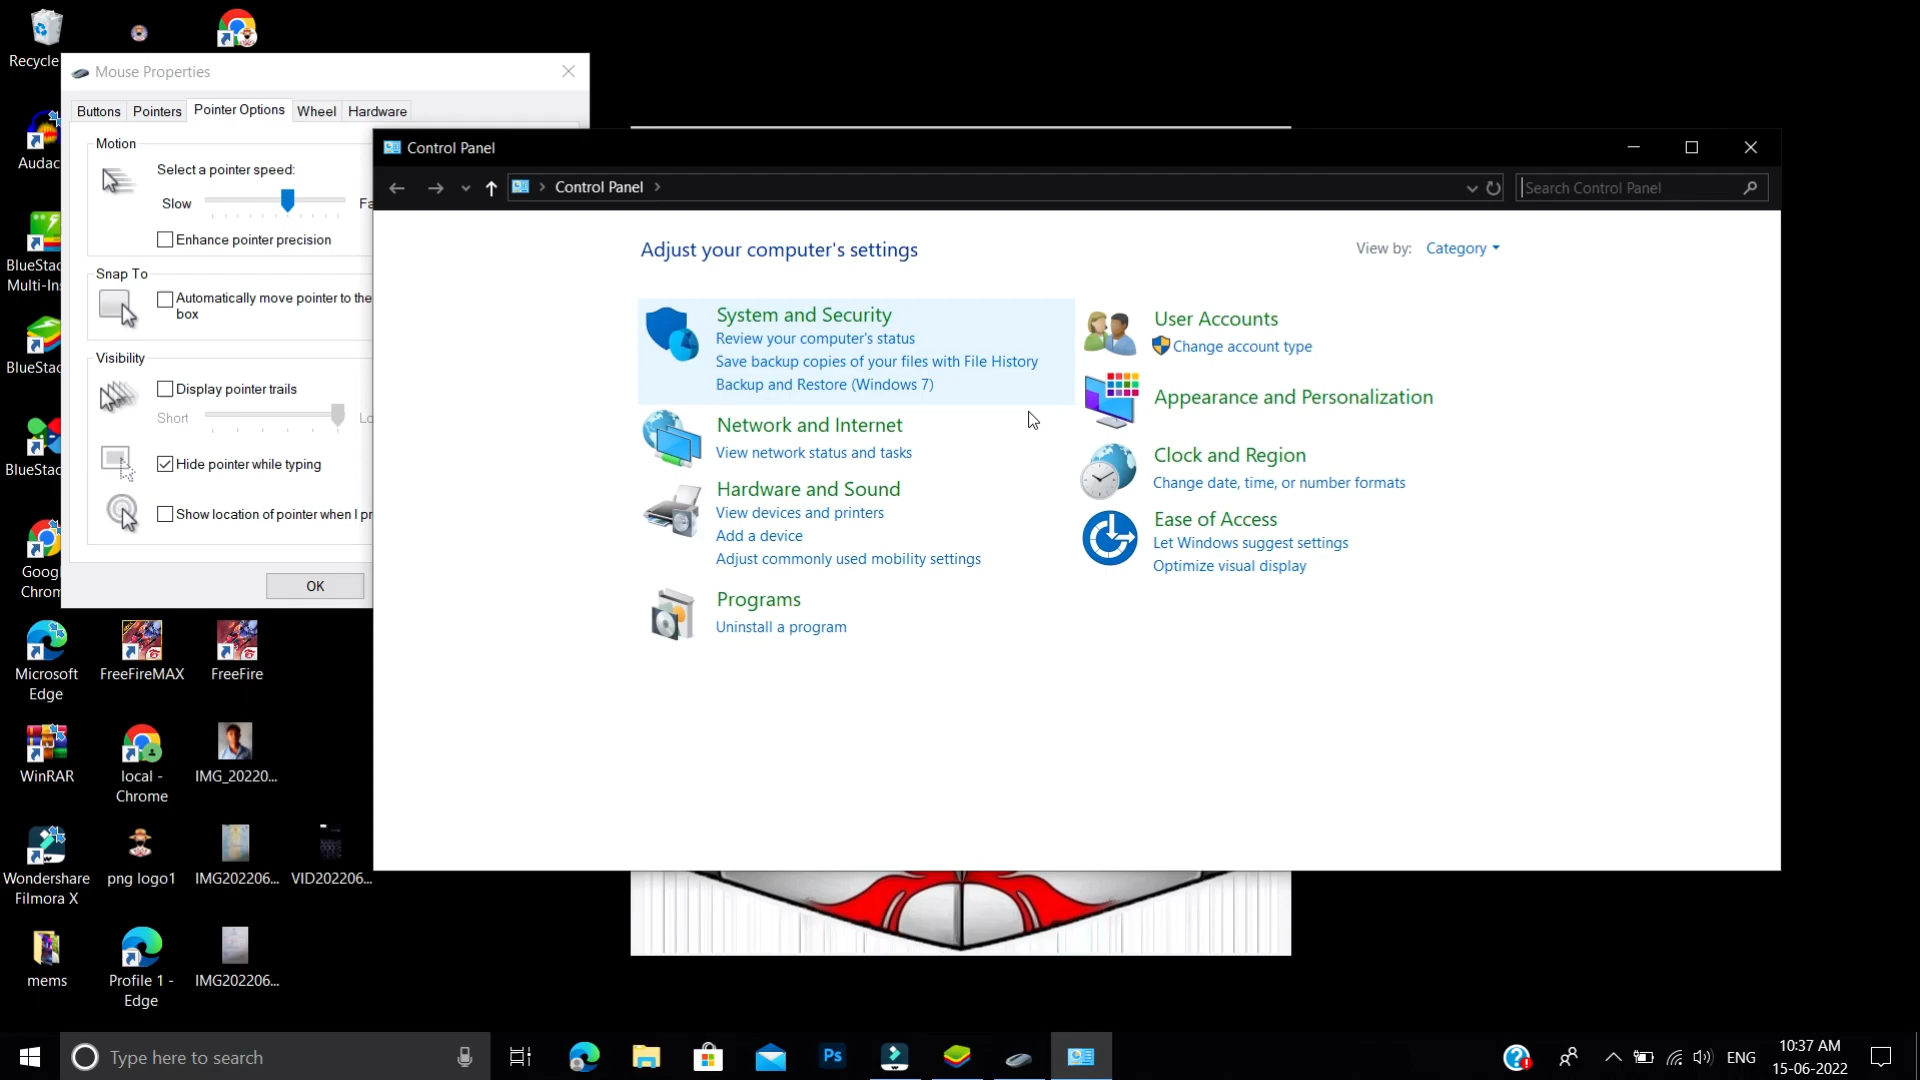 Recycle
Audac
BlueStac
Multi-Ins
BlueStac
BlueStac
Goog
Chrom
Microsoft
Edge
FreeFireMAX
FreeFire
WinRAR
local -
Chrome
IMG_20220...
Wondershare
Filmora X
png logo1
IMG202206...
VID202206...
mems
Profile 1 -
Edge
IMG202206...
Mouse Properties
Buttons
Pointers
Pointer Options
Wheel
Hardware
Motion
Select a pointer speed:
Slow
Fa
Enhance pointer precision
Snap To
Automatically move pointer to the
box
Visibility
Display pointer trails
Short
Lo
Hide pointer while typing
Show location of pointer when I pr
OK
Control Panel
Control Panel
Search Control Panel
Adjust your computer's settings
View by:
Category
System and Security
Review your computer's status
Save backup copies of your files with File History
Backup and Restore (Windows 7)
Network and Internet
View network status and tasks
Hardware and Sound
View devices and printers
Add a device
Adjust commonly used mobility settings
Programs
Uninstall a program
User Accounts
Change account type
Appearance and Personalization
Clock and Region
Change date, time, or number formats
Ease of Access
Let Windows suggest settings
Optimize visual display
Type here to search
Ps
ENG
10:37 AM
15-06-2022